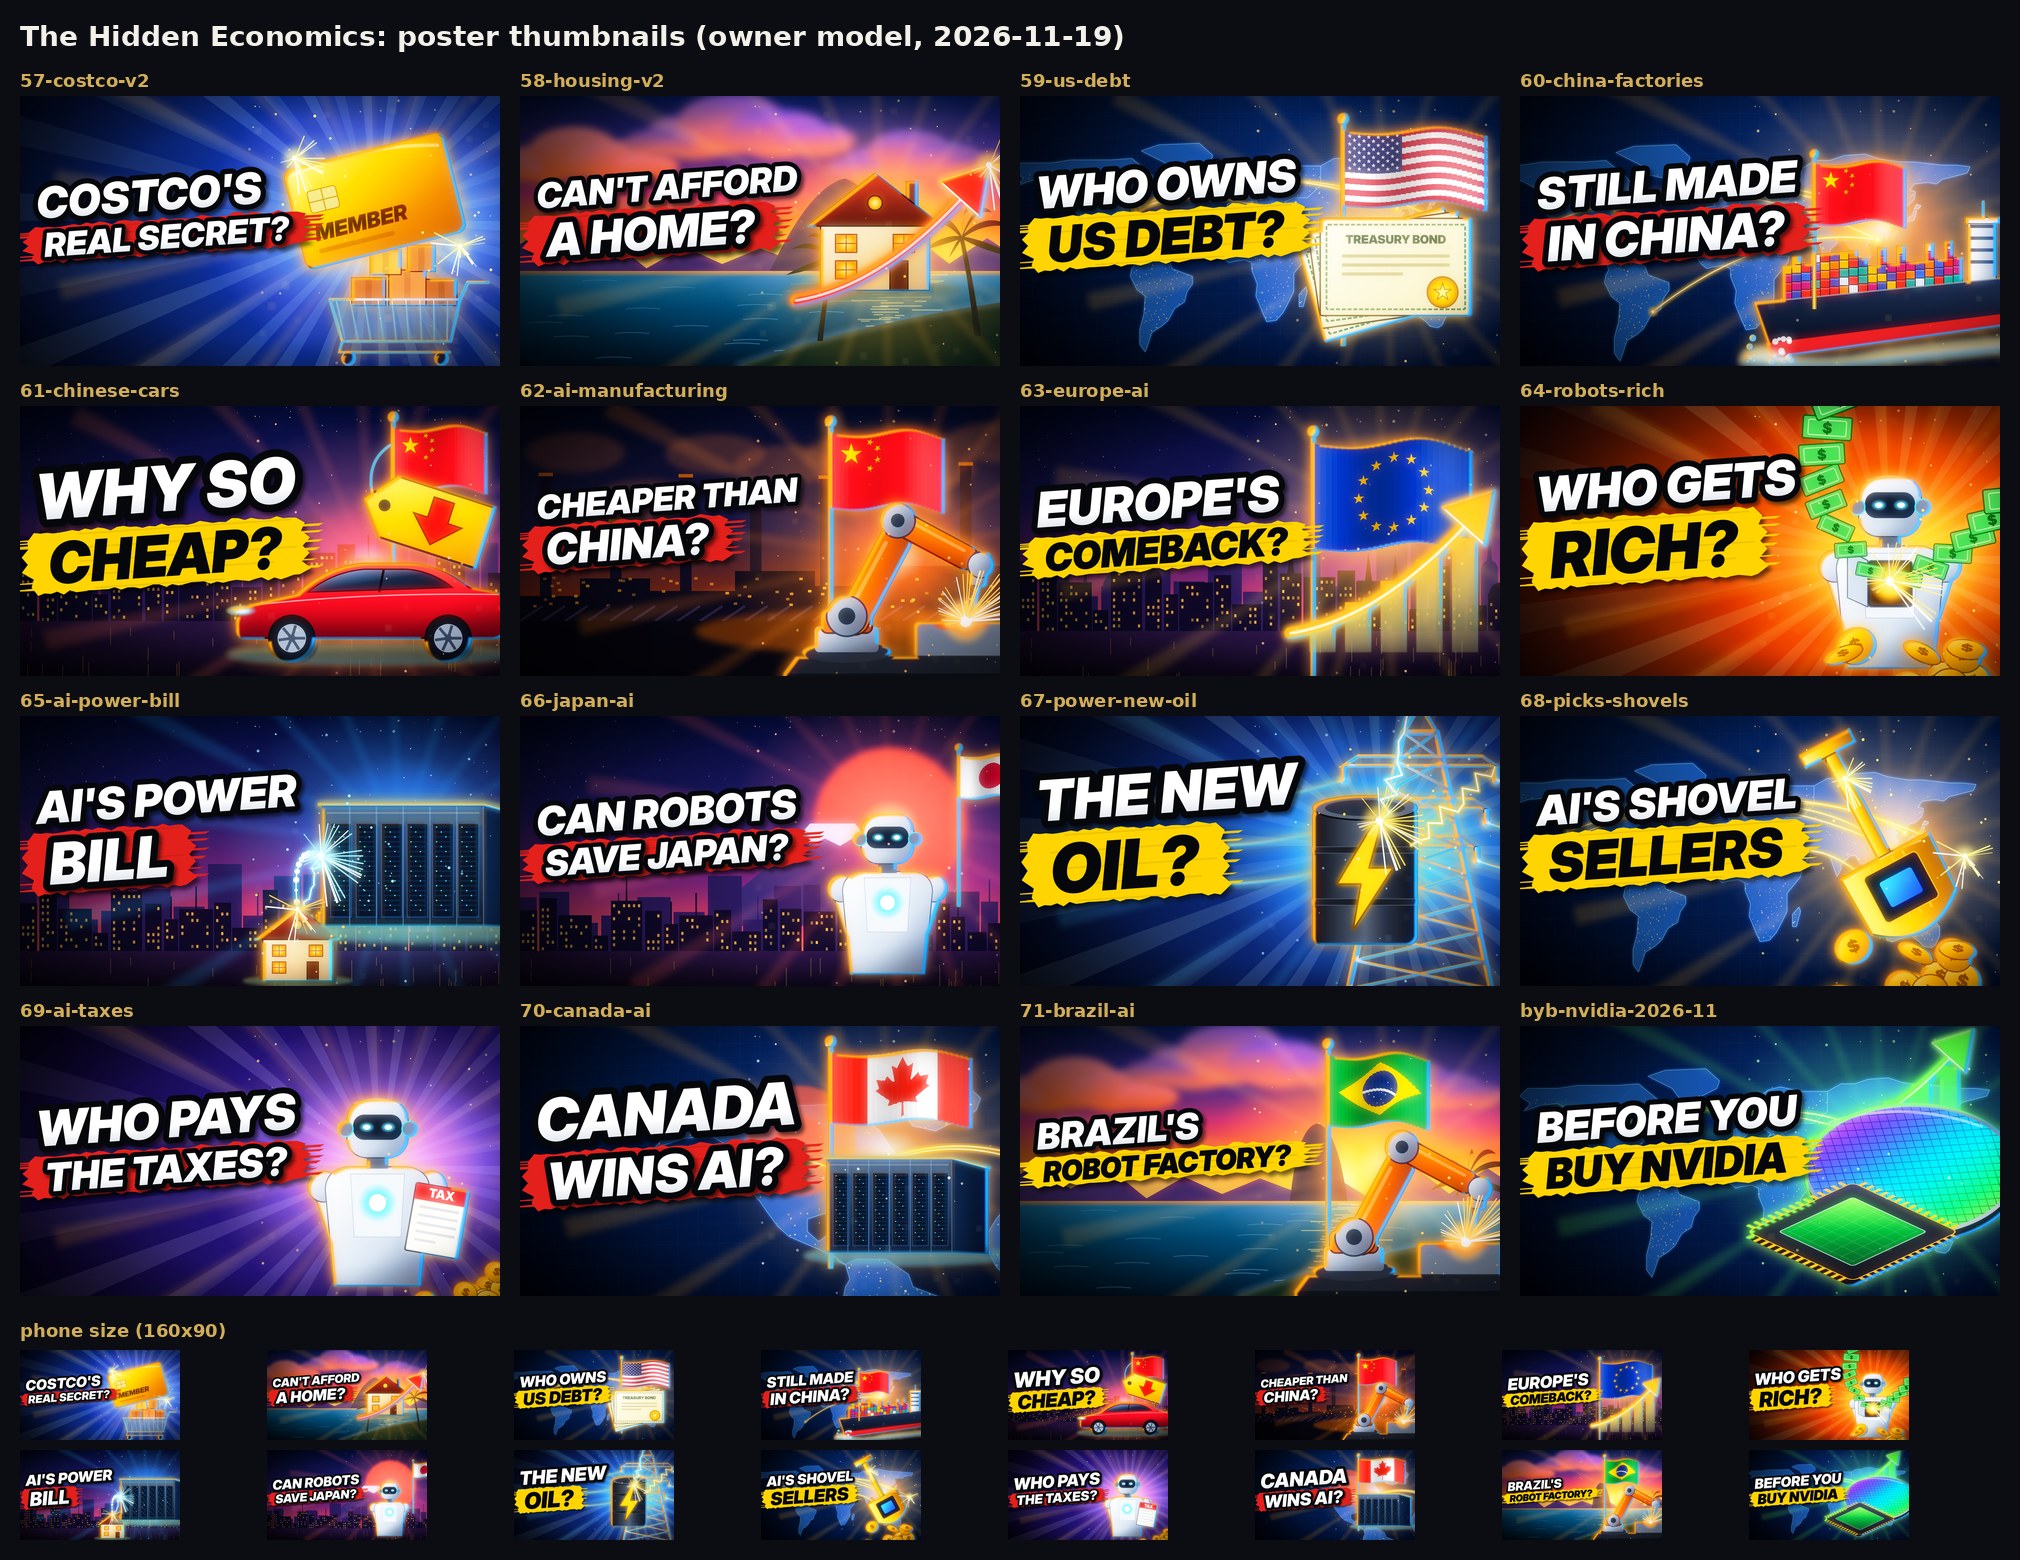 The Hidden Economics: poster thumbnails (owner model, 2026-11-19)
57-costco-v2
COSTCO'S
REAL SECRET?
MEMBER
58-housing-v2
CAN'T AFFORD
A HOME?
59-us-debt
WHO OWNS
US DEBT?
TREASURY BOND
60-china-factories
STILL MADE
IN CHINA?
61-chinese-cars
WHY SO
CHEAP?
62-ai-manufacturing
CHEAPER THAN
CHINA?
63-europe-ai
EUROPE'S
COMEBACK?
64-robots-rich
WHO GETS
RICH?
65-ai-power-bill
AI'S POWER
BILL
66-japan-ai
CAN ROBOTS
SAVE JAPAN?
67-power-new-oil
THE NEW
OIL?
68-picks-shovels
AI'S SHOVEL
SELLERS
69-ai-taxes
WHO PAYS
THE TAXES?
TAX
70-canada-ai
CANADA
WINS AI?
71-brazil-ai
BRAZIL'S
ROBOT FACTORY?
byb-nvidia-2026-11
BEFORE YOU
BUY NVIDIA
phone size (160x90)
COSTCO'S
REAL SECRET?
MEMBER
CAN'T AFFORD
A HOME?
WHO OWNS
US DEBT?
TREASURY BOND
STILL MADE
IN CHINA?
WHY SO
CHEAP?
CHEAPER THAN
CHINA?
EUROPE'S
COMEBACK?
WHO GETS
RICH?
AI'S POWER
BILL
CAN ROBOTS
SAVE JAPAN?
THE NEW
OIL?
AI'S SHOVEL
SELLERS
WHO PAYS
THE TAXES?
CANADA
WINS AI?
BRAZIL'S
ROBOT FACTORY?
BEFORE YOU
BUY NVIDIA